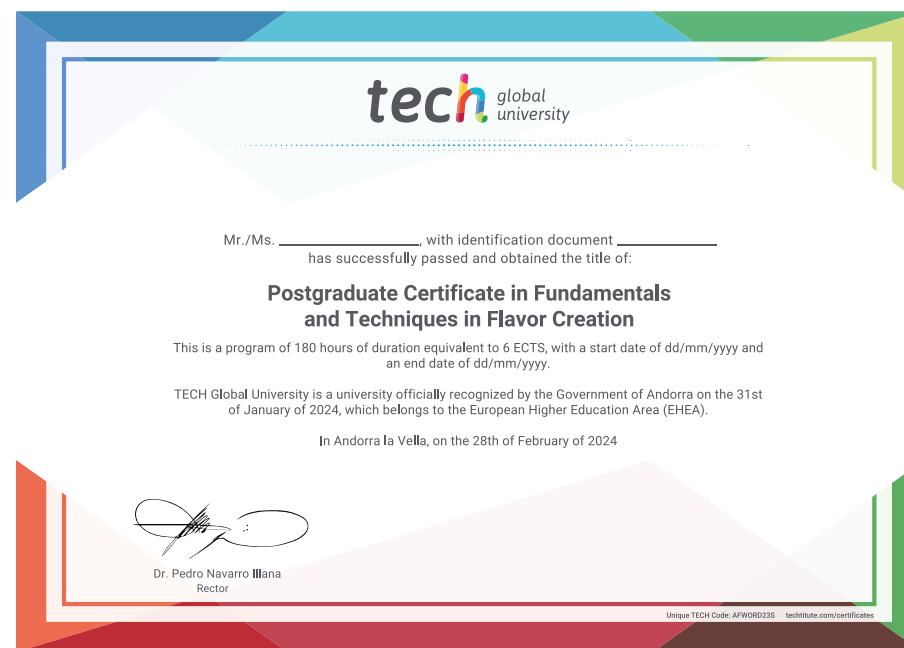 tech global
university
Mr./Ms. ____________, with identification document ____________
has successfully passed and obtained the title of:
Postgraduate Certificate in Fundamentals
and Techniques in Flavor Creation
This is a program of 180 hours of duration equivalent to 6 ECTS, with a start date of dd/mm/yyyy and
an end date of dd/mm/yyyy.
TECH Global University is a university officially recognized by the Government of Andorra on the 31st
of January of 2024, which belongs to the European Higher Education Area (EHEA).
In Andorra la Vella, on the 28th of February of 2024
Dr. Pedro Navarro Illana
Rector
Unique TECH Code: AFWORD23S techtitute.com/certificates